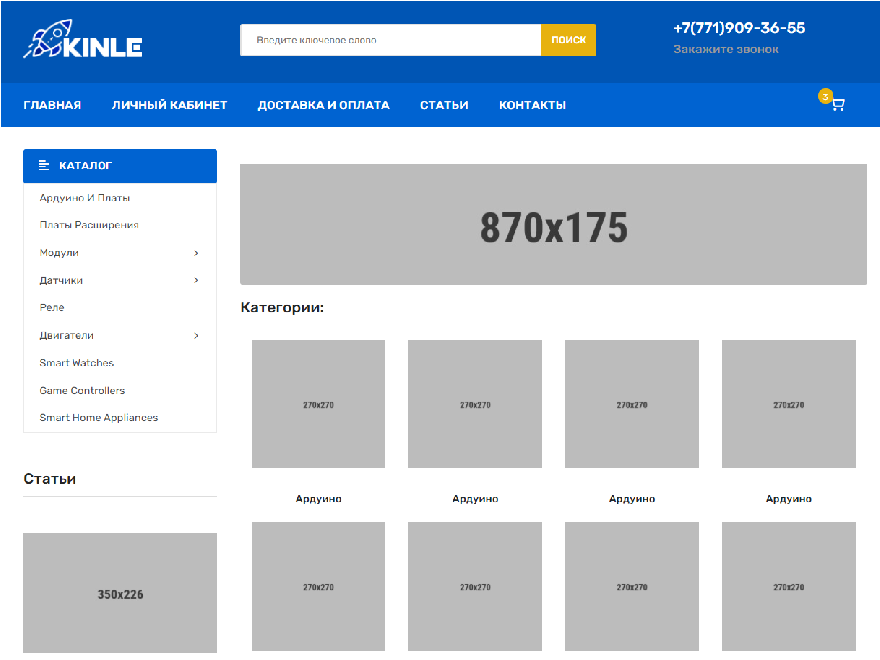 KINLE
Введите ключевое слово
ПОИСК
+7(771)909-36-55
Закажите звонок
ГЛАВНАЯ
ЛИЧНЫЙ КАБИНЕТ
ДОСТАВКА И ОПЛАТА
СТАТЬИ
КОНТАКТЫ
3
КАТАЛОГ
Ардуино И Платы
Платы Расширения
Модули
Датчики
Реле
Двигатели
Smart Watches
Game Controllers
Smart Home Appliances
Статьи
350x226
870x175
Категории:
270x270
270x270
270x270
270x270
Ардуино
Ардуино
Ардуино
Ардуино
270x270
270x270
270x270
270x270